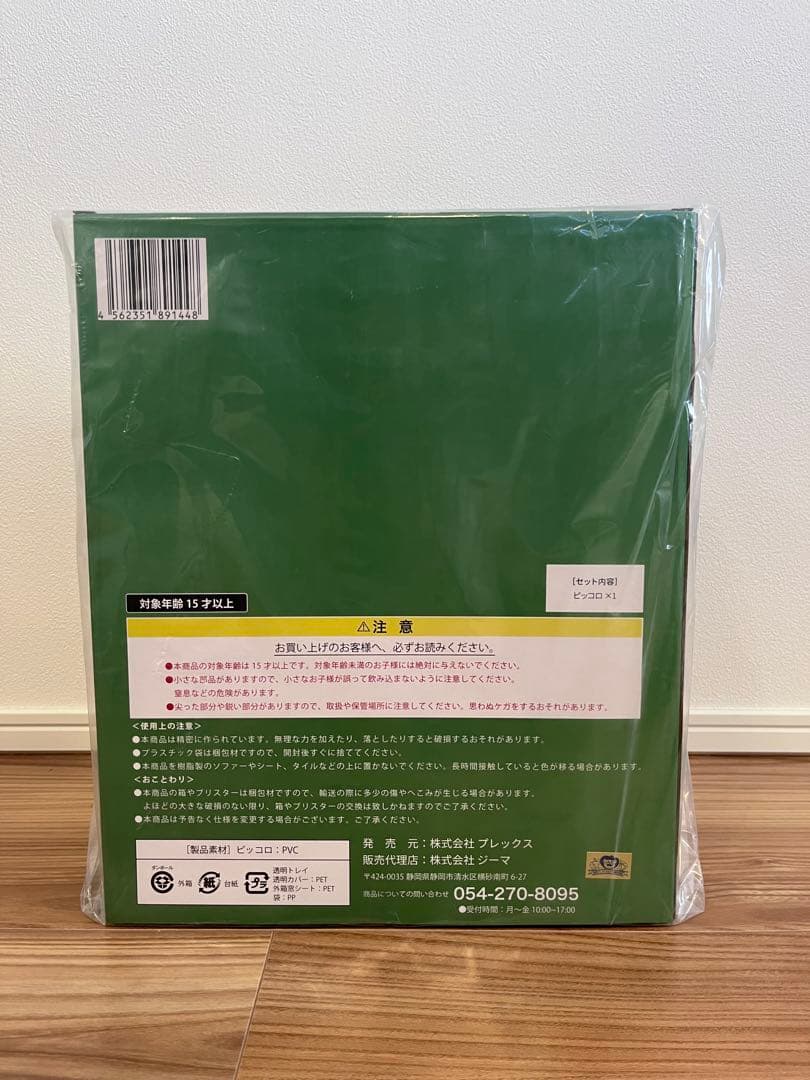 4 562351 891448
[セット内容]
ピッコロ ×1
対象年齢 15 才以上
⚠注 意
お買い上げのお客様へ、必ずお読みください。
●本商品の対象年齢は 15 才以上です。対象年齢未満のお子様には絶対に与えないでください。
●小さな部品がありますので、小さなお子様が誤って飲み込まないように注意してください。
窒息などの危険があります。
●尖った部分や鋭い部分がありますので、取扱や保管場所に注意してください。思わぬケガをするおそれがあります。
＜使用上の注意＞
●本商品は精密に作られています。無理な力を加えたり、落としたりすると破損するおそれがあります。
●プラスチック袋は梱包材ですので、開封後すぐに捨ててください。
●本商品を樹脂製のソファーやシート、タイルなどの上に置かないでください。長時間接触していると色が移る場合があります。
＜おことわり＞
●本商品の箱やブリスターは梱包材ですので、輸送の際に多少の傷やへこみが生じる場合があります。
よほどの大きな破損のない限り、箱やブリスターの交換は致しかねますのでご了承ください。
●本商品は予告なく仕様を変更する場合がございます。ご了承ください。
[製品素材] ピッコロ：PVC
ダンボール
外箱
紙
台紙
プラ
透明トレイ
透明カバー：PET
外箱窓シート：PET
袋：PP
発 売 元：株式会社 プレックス
販売代理店：株式会社 ジーマ
〒424-0035 静岡県静岡市清水区横砂南町 6-27
商品についての問い合わせ 054-270-8095
●受付時間：月～金 10:00~17:00